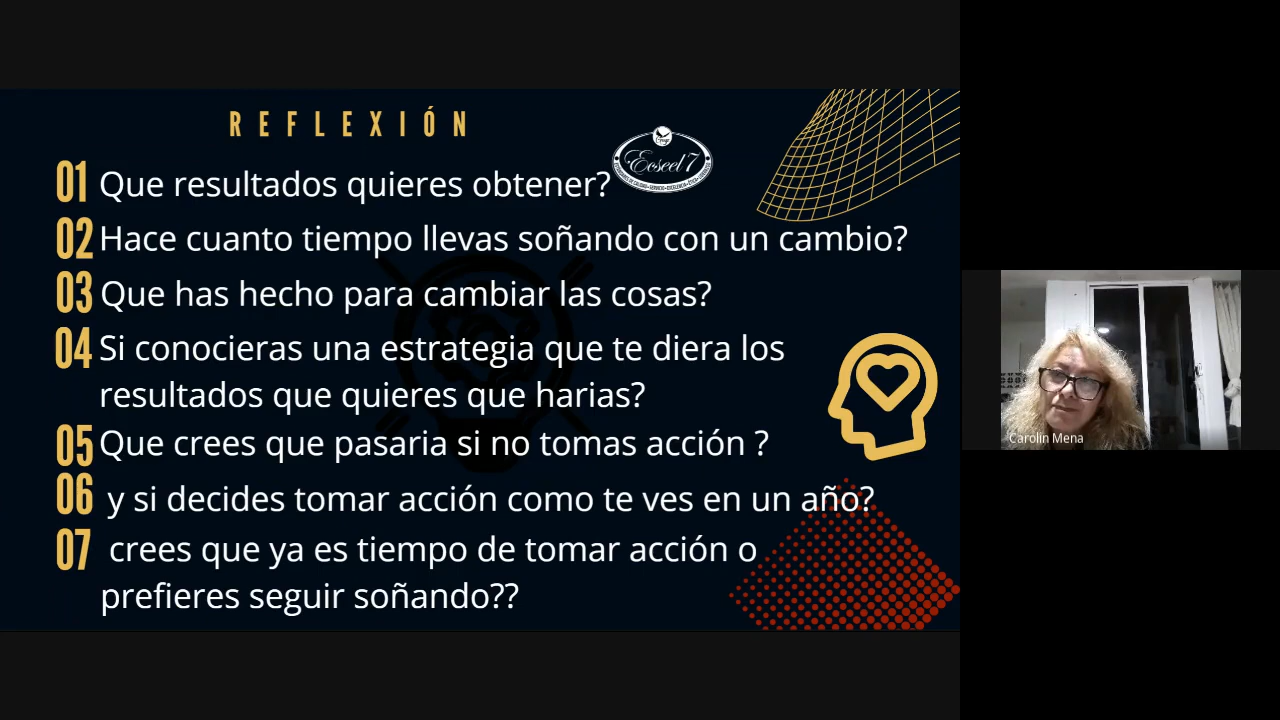 REFLEXIÓN
01 Que resultados quieres obtener?
Ecseel7
02 Hace cuanto tiempo llevas soñando con un cambio?
03 Que has hecho para cambiar las cosas?
04 Si conocieras una estrategia que te diera los
resultados que quieres que harias?
05 Que crees que pasaria si no tomas acción ?
06 y si decides tomar acción como te ves en un año?
07 crees que ya es tiempo de tomar acción o
prefieres seguir soñando??
Carolin Mena